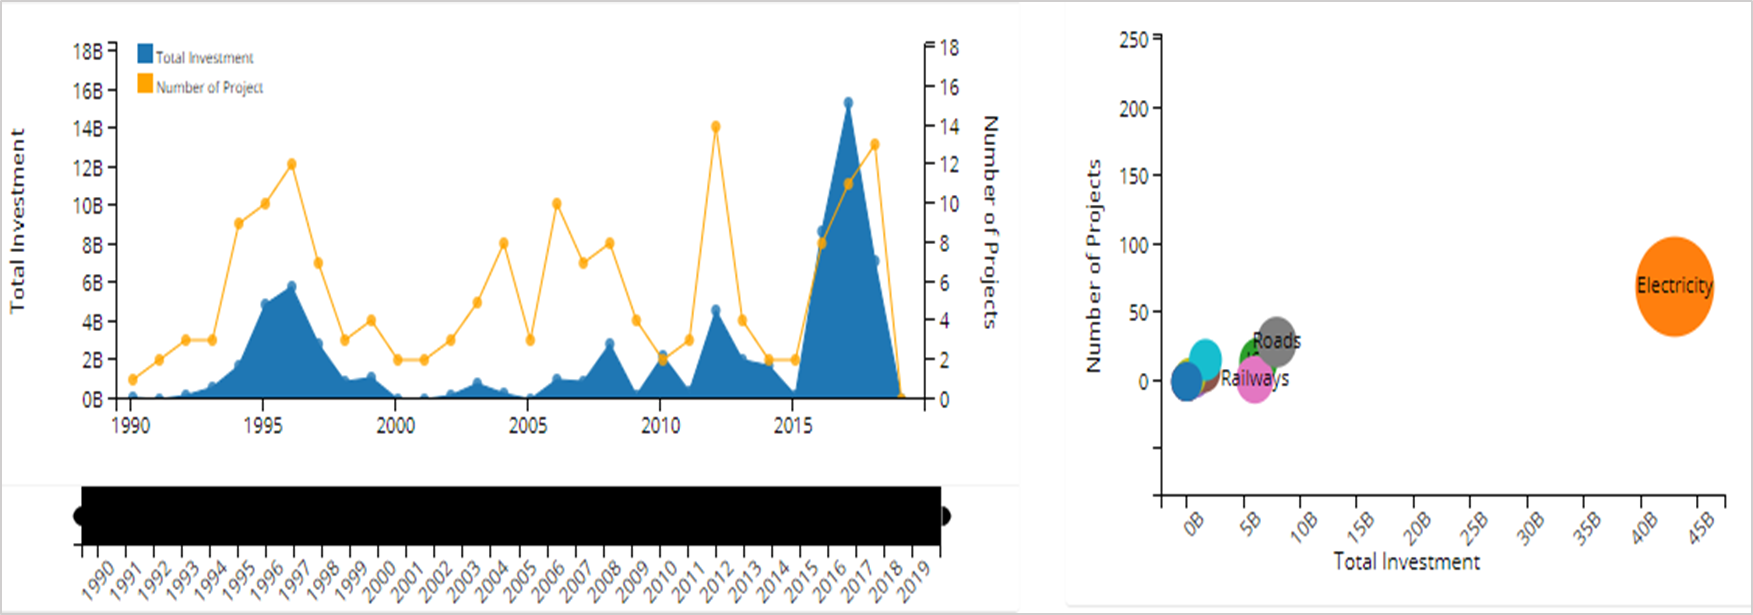 Total Investment
18B
16B
14B
12B
10B
8B
6B
4B
2B
0B
Total Investment
Number of Project
18
16
14
12
10
8
6
4
2
0
Number of Projects
1990
1995
2000
2005
2010
2015
1990
1991
1992
1993
1994
1995
1996
1997
1998
1999
2000
2001
2002
2003
2004
2005
2006
2007
2008
2009
2010
2011
2012
2013
2014
2015
2016
2017
2018
2019
Number of Projects
250
200
150
100
50
0
Electricity
Roads
Railways
0B
5B
10B
15B
20B
25B
30B
35B
40B
45B
Total Investment